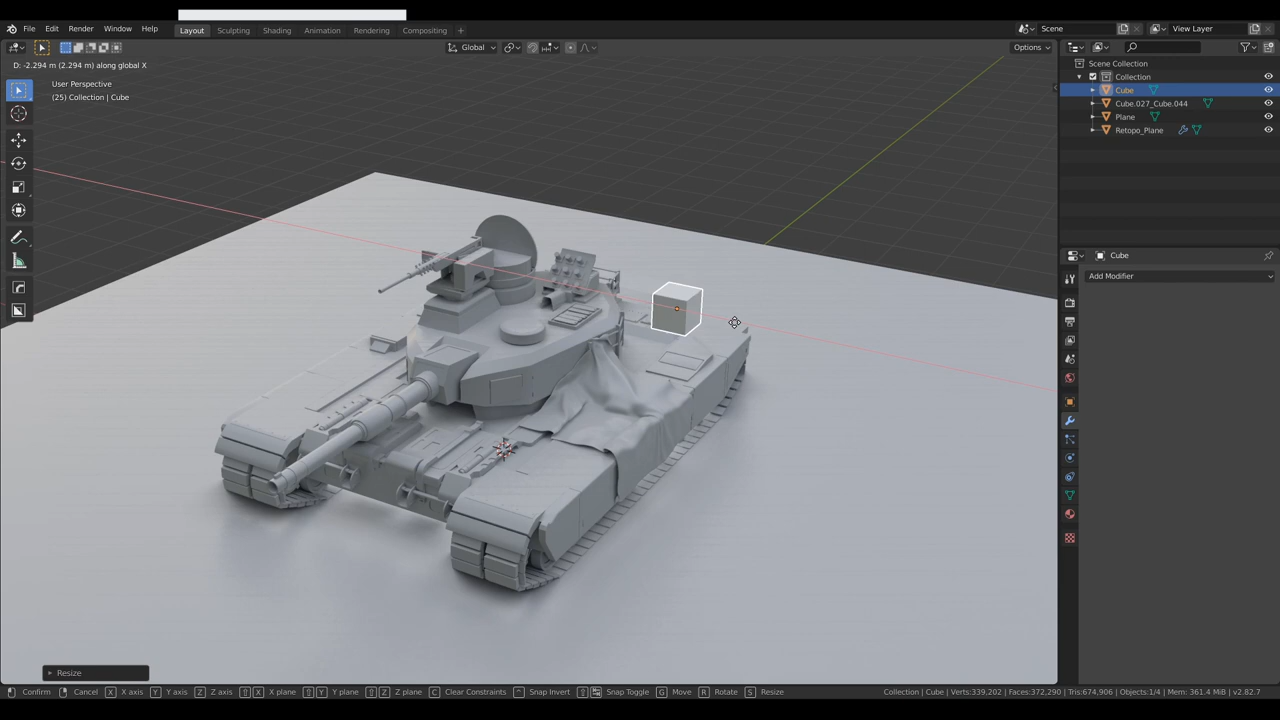 File Edit Render Window Help
Layout Sculpting Shading Animation Rendering Compositing +
Scene
View Layer
Global
Options
D: -2.294 m (2.294 m) along global X
User Perspective
(25) Collection | Cube
Scene Collection
Collection
Cube
Cube.027_Cube.044
Plane
Retopo_Plane
Cube
Add Modifier
Resize
Confirm Cancel X X axis Y Y axis Z Z axis X X plane Y Y plane Z Z plane C Clear Constraints Snap Invert Snap Toggle G Move R Rotate S Resize
Collection | Cube | Verts:339,202 | Faces:372,290 | Tris:674,906 | Objects:1/4 | Mem: 361.4 MiB | v2.82.7